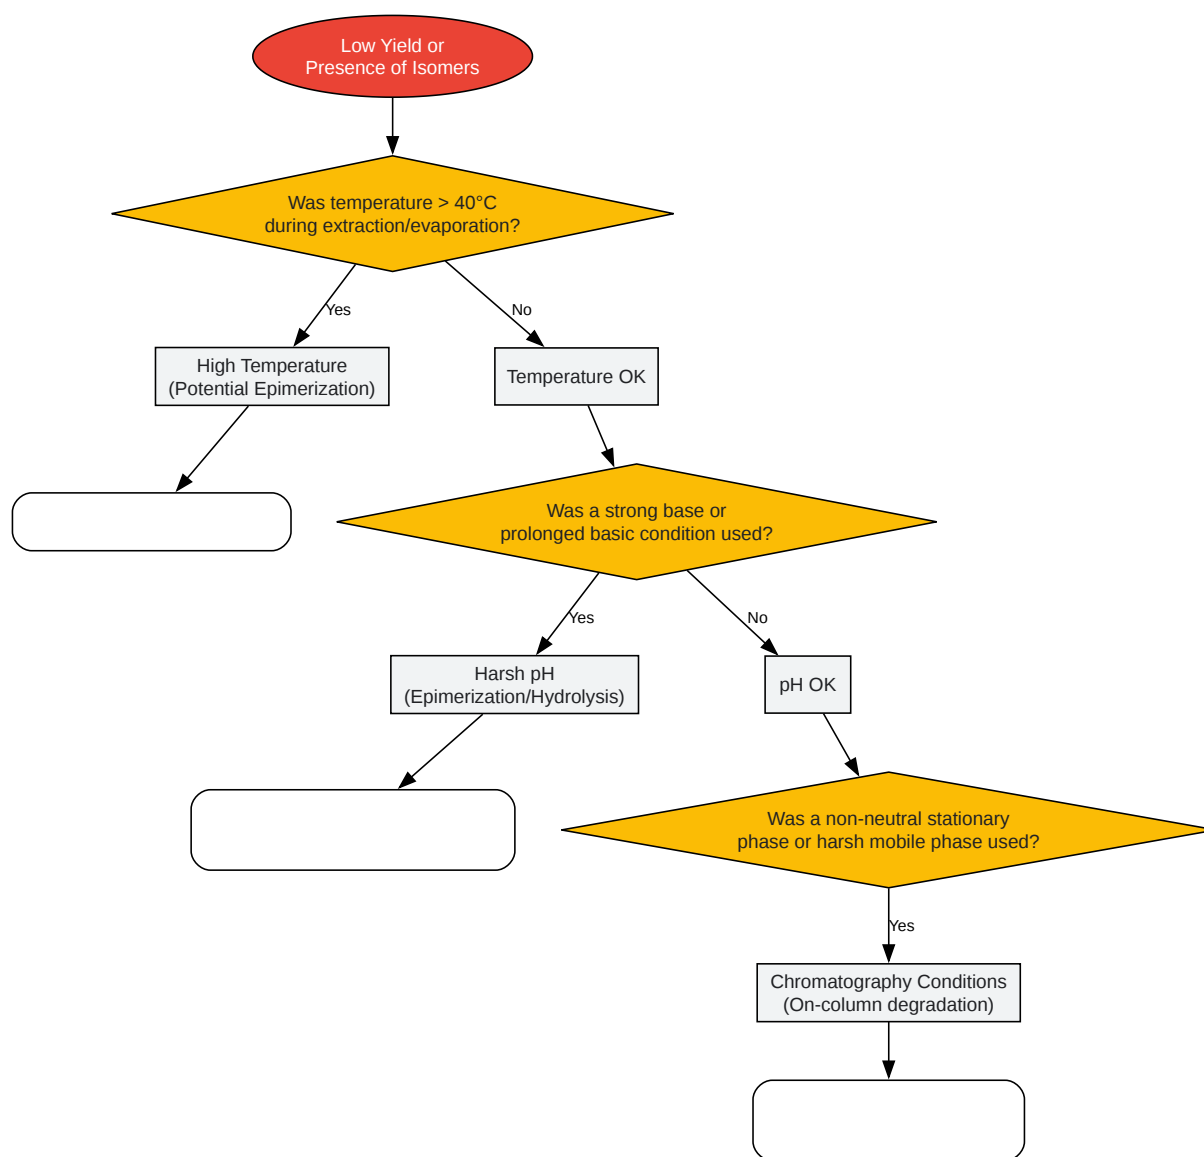 Low Yield or
Presence of Isomers
Was temperature > 40°C
during extraction/evaporation?
Yes
No
High Temperature
(Potential Epimerization)
Temperature OK
Was a strong base or
prolonged basic condition used?
Yes
No
Harsh pH
(Epimerization/Hydrolysis)
pH OK
Was a non-neutral stationary
phase or harsh mobile phase used?
Yes
Chromatography Conditions
(On-column degradation)